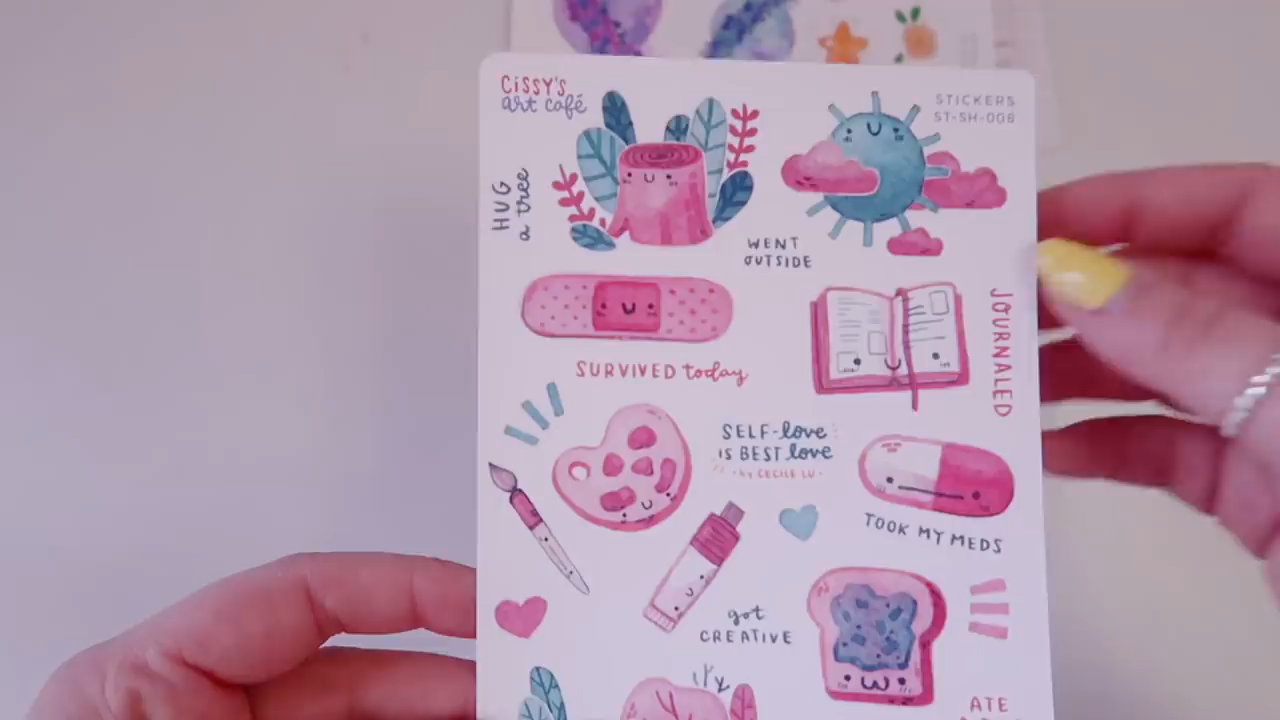 CiSSY'S
art café
STICKERS
ST-SH-006
HUG
a tree
WENT
OUTSIDE
JOURNALED
SURVIVED today
SELF-love
iS BEST love
- by CECILE LU -
TOOK MY MEDS
got
CREATIVE
ATE